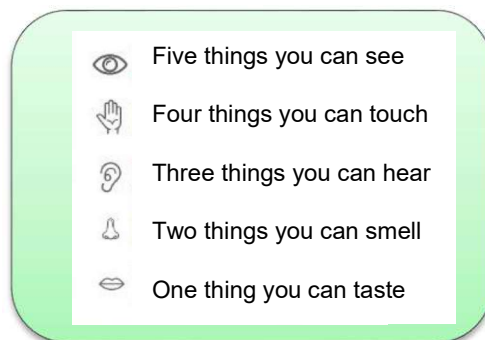 Five things you can see
Four things you can touch
Three things you can hear
Two things you can smell
One thing you can taste